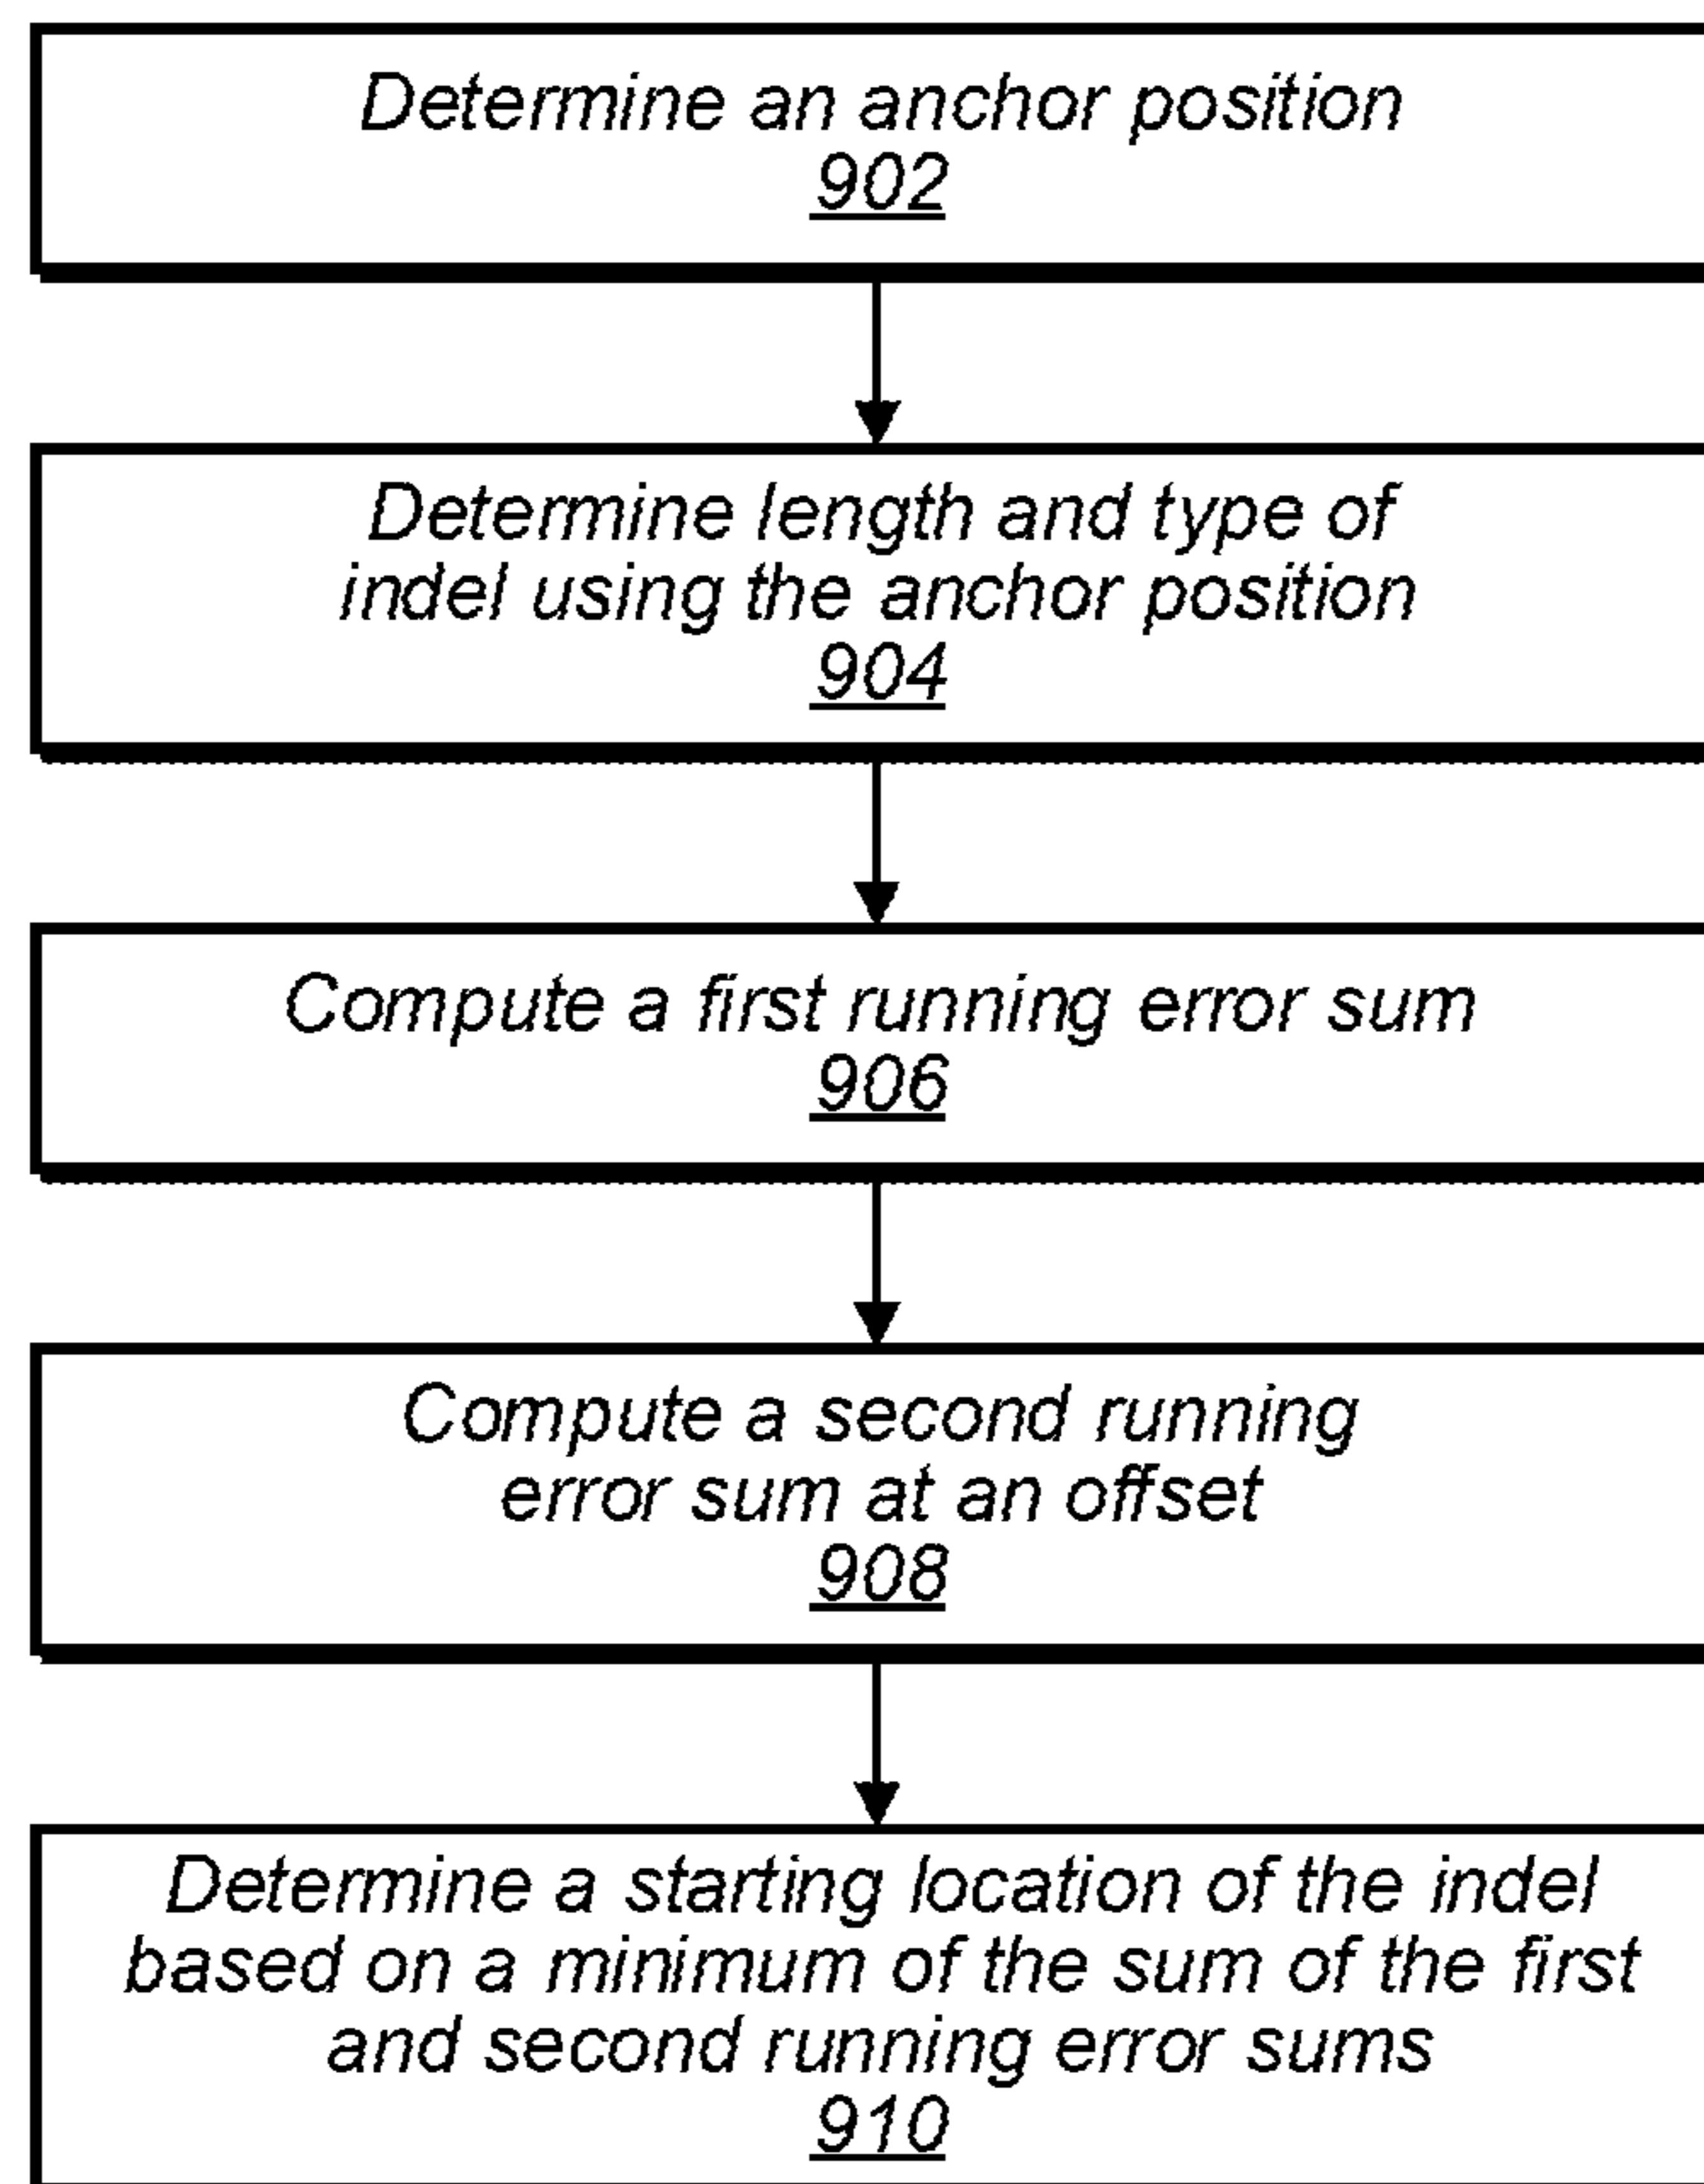 Determine an anchor position
902
Determine length and type of
indel using the anchor position
904
Compute a first running error sum
906
Compute a second running
error sum at an offset
908
Determine a starting location of the indel
based on a minimum of the sum of the first
and second running error sums
910